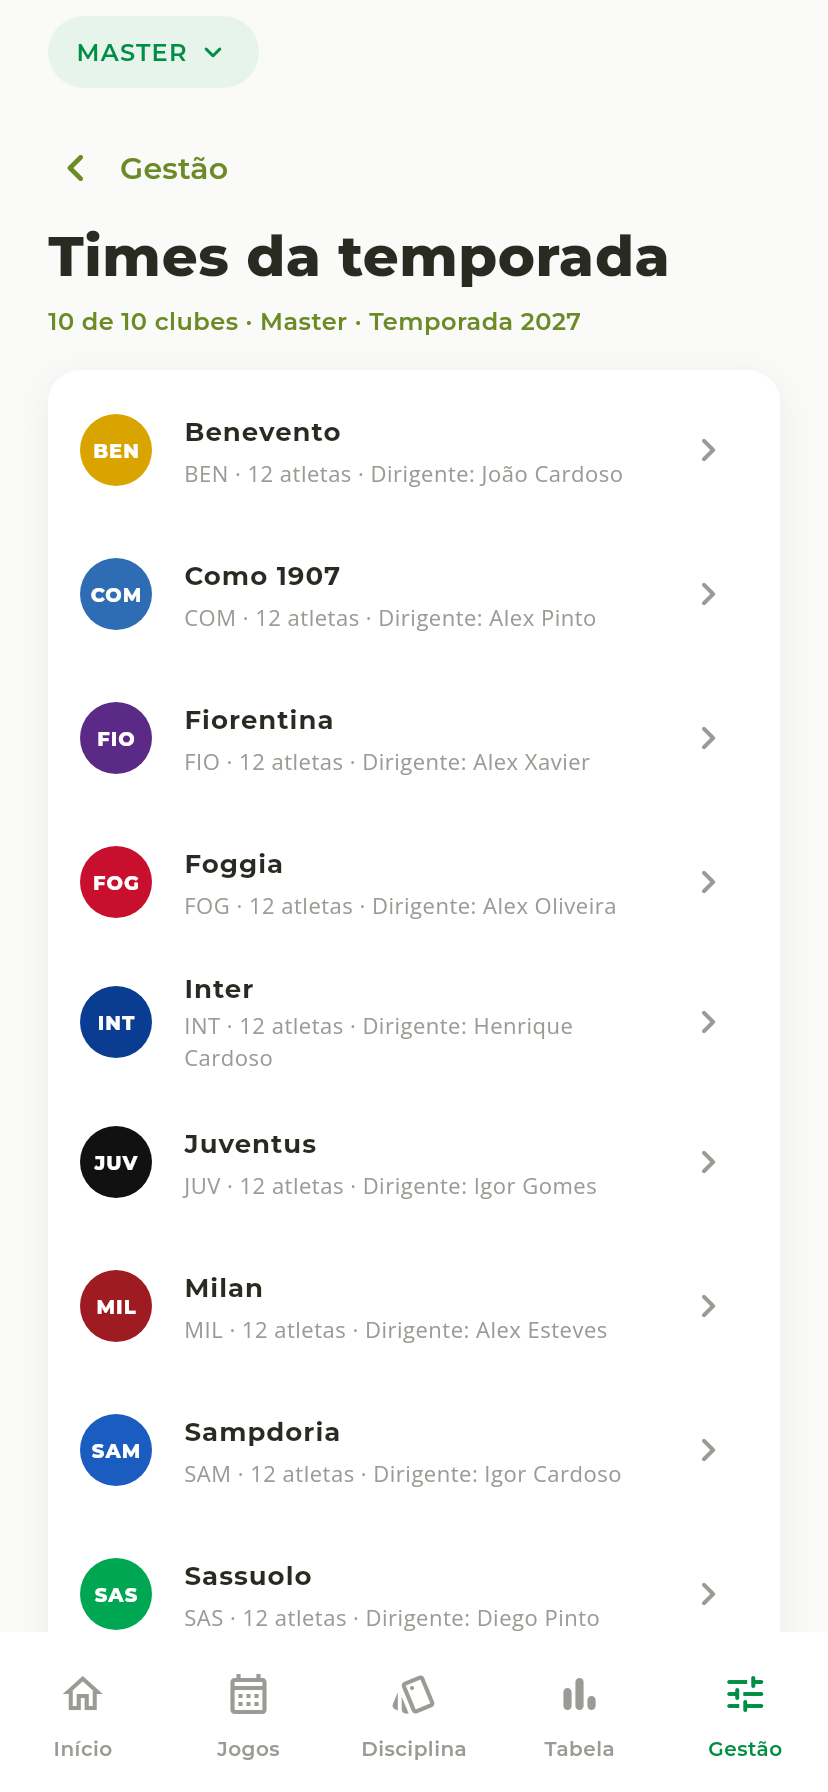 MASTER
Gestão
Times da temporada
10 de 10 clubes · Master · Temporada 2027
BEN
Benevento
BEN · 12 atletas · Dirigente: João Cardoso
COM
Como 1907
COM · 12 atletas · Dirigente: Alex Pinto
FIO
Fiorentina
FIO · 12 atletas · Dirigente: Alex Xavier
FOG
Foggia
FOG · 12 atletas · Dirigente: Alex Oliveira
INT
Inter
INT · 12 atletas · Dirigente: Henrique
Cardoso
JUV
Juventus
JUV · 12 atletas · Dirigente: Igor Gomes
MIL
Milan
MIL · 12 atletas · Dirigente: Alex Esteves
SAM
Sampdoria
SAM · 12 atletas · Dirigente: Igor Cardoso
SAS
Sassuolo
SAS · 12 atletas · Dirigente: Diego Pinto
Início
Jogos
Disciplina
Tabela
Gestão